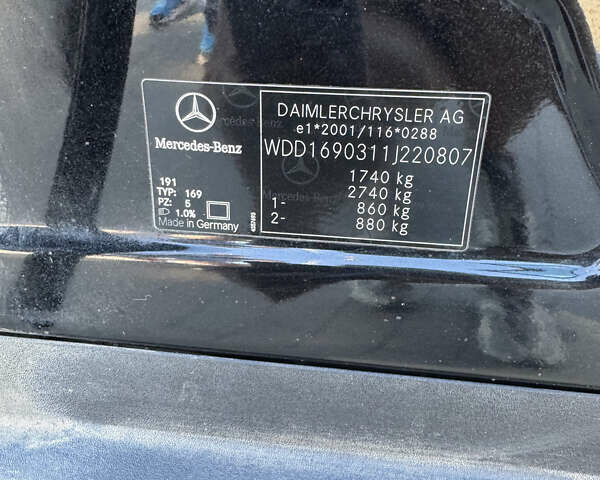 DAIMLERCHRYSLER AG
e1*2001/116*0288
WDD1690311J220807
1740 kg
2740 kg
1- 860 kg
2- 880 kg
Mercedes-Benz
191
TYP: 169
PZ: 5
1.0%
Made in Germany